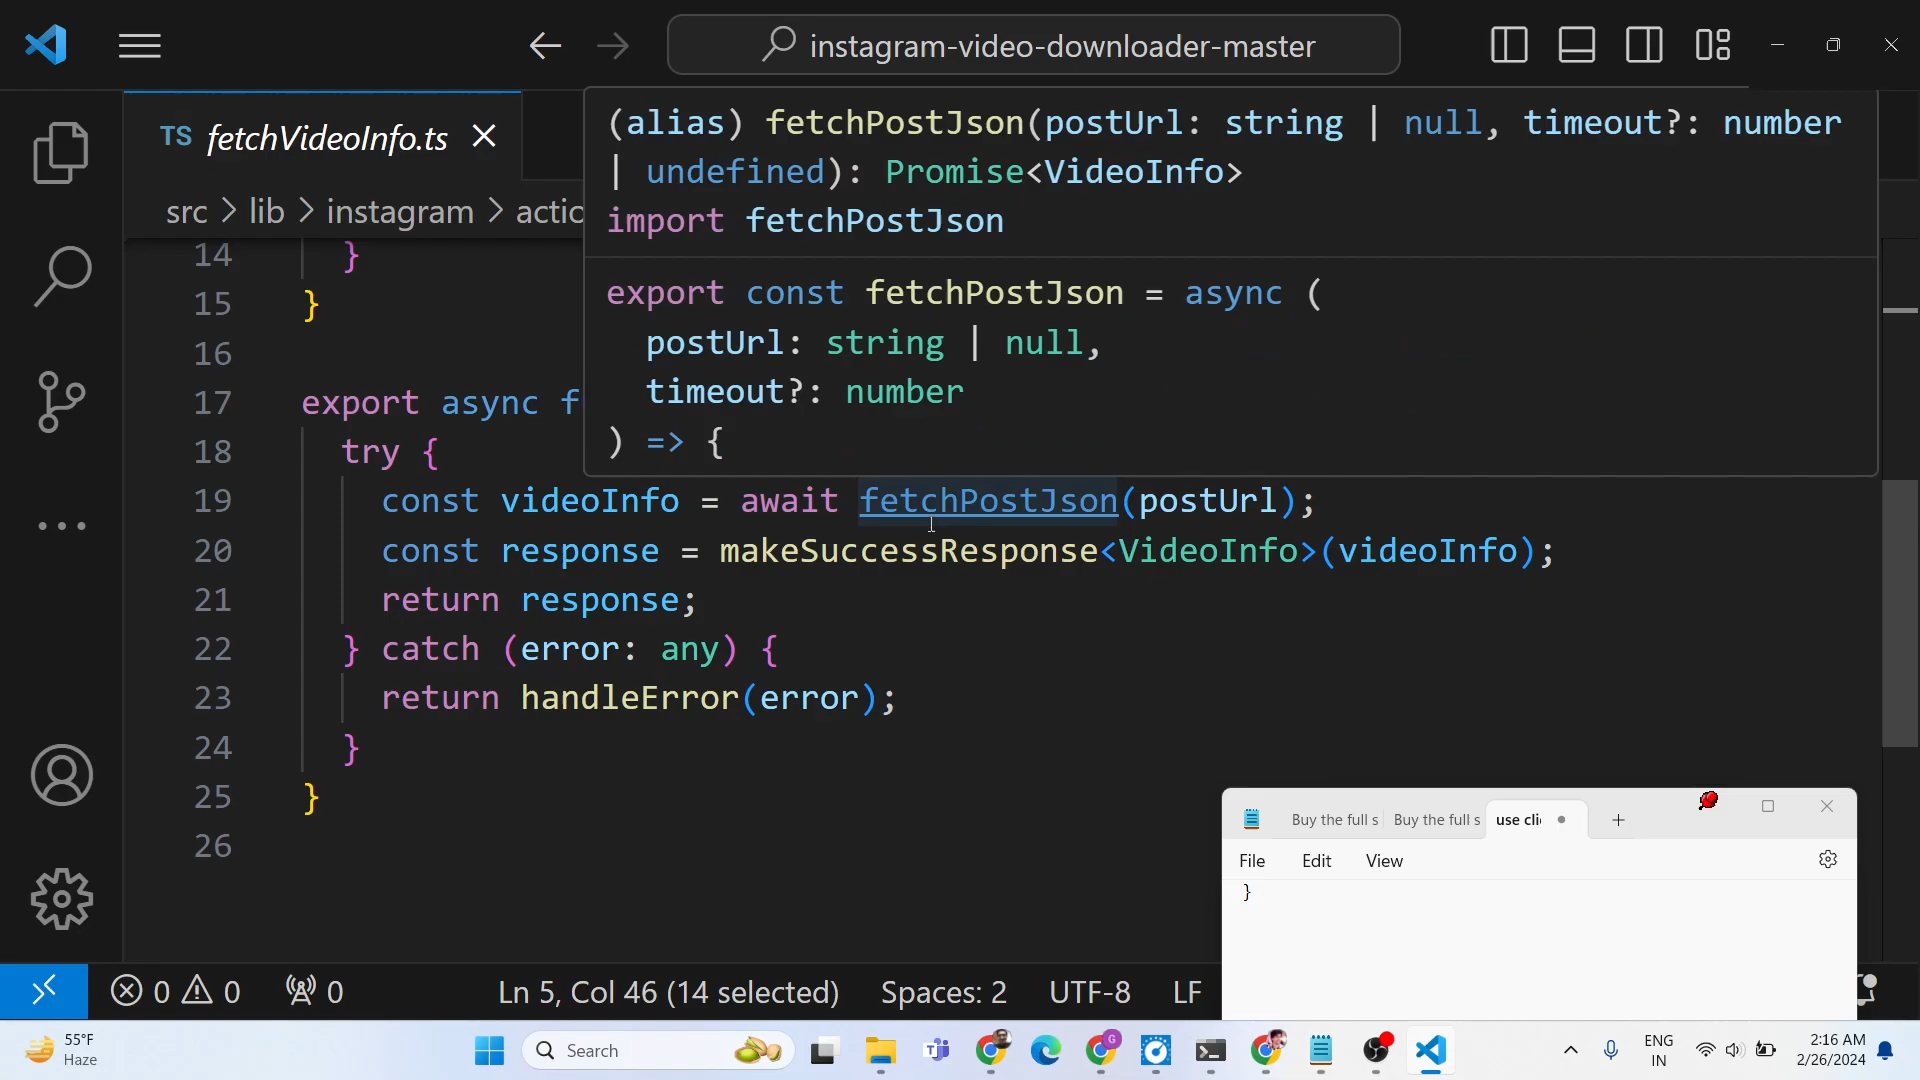 instagram-video-downloader-master
TS fetchVideoInfo.ts
src > lib > instagram > actio
(alias) fetchPostJson(postUrl: string | null, timeout?: number
| undefined): Promise<VideoInfo>
import fetchPostJson
export const fetchPostJson = async (
postUrl: string | null,
timeout?: number
) => {
14 }
15 }
16
17 export async f
18 try {
19 const videoInfo = await fetchPostJson(postUrl);
20 const response = makeSuccessResponse<VideoInfo>(videoInfo);
21 return response;
22 } catch (error: any) {
23 return handleError(error);
24 }
25 }
26
Buy the full s Buy the full s use cli
File Edit View
}
0 0 0 Ln 5, Col 46 (14 selected) Spaces: 2 UTF-8 LF
55°F
Haze
Search
ENG
IN
2:16 AM
2/26/2024